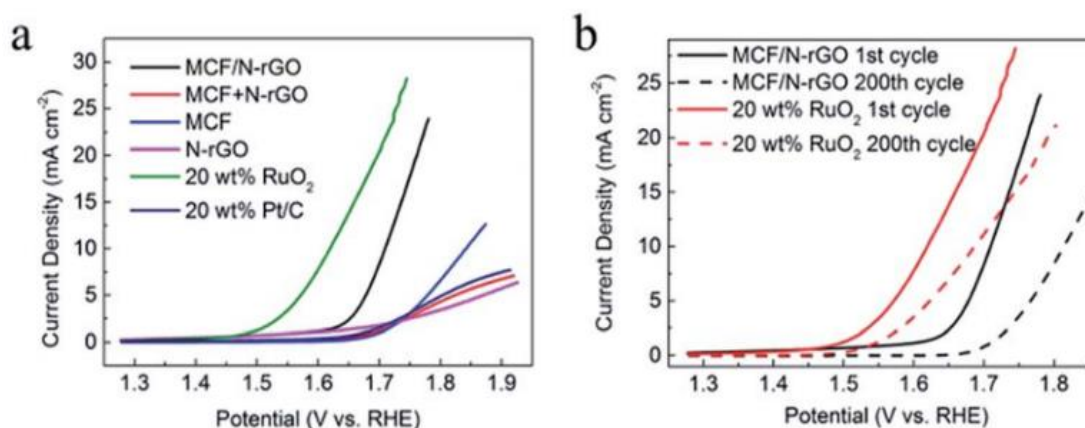 a
Current Density (mA cm⁻²)
30
25
20
15
10
5
0
MCF/N-rGO
MCF+N-rGO
MCF
N-rGO
20 wt% RuO₂
20 wt% Pt/C
1.3 1.4 1.5 1.6 1.7 1.8 1.9
Potential (V vs. RHE)
b
Current Density (mA cm⁻²)
25
20
15
10
5
0
MCF/N-rGO 1st cycle
MCF/N-rGO 200th cycle
20 wt% RuO₂ 1st cycle
20 wt% RuO₂ 200th cycle
1.3 1.4 1.5 1.6 1.7 1.8
Potential (V vs. RHE)